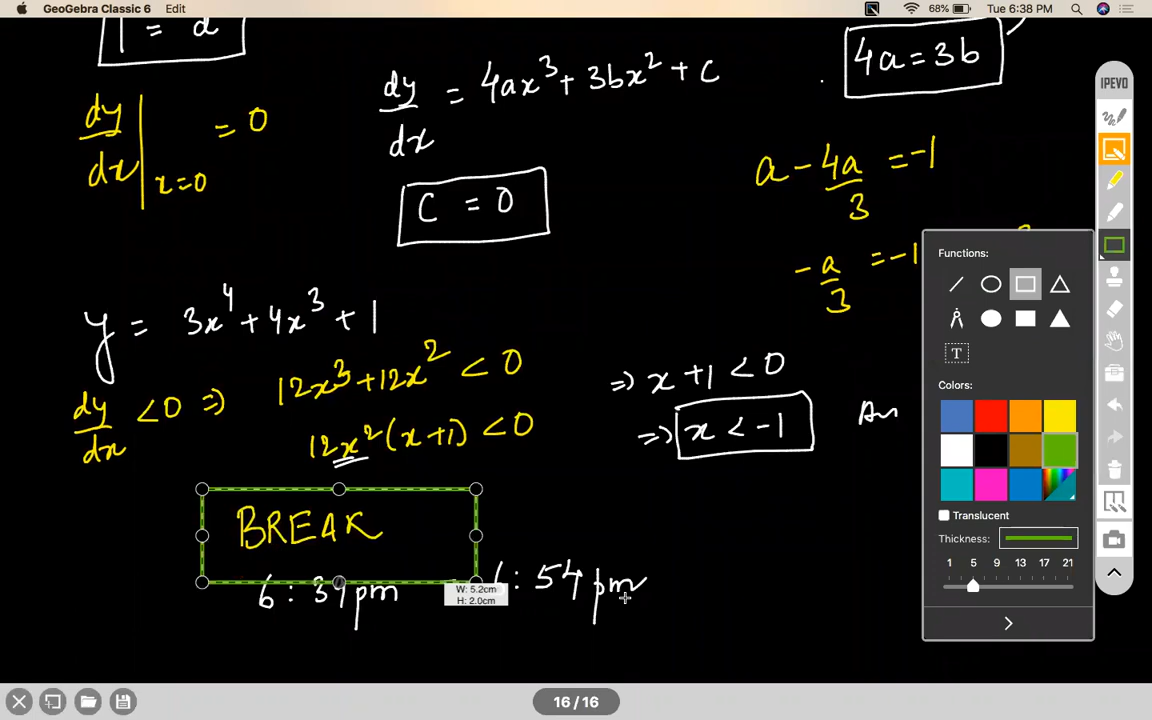 GeoGebra Classic 6 Edit 68% Tue 6:38 PM
= d
dy/dx = 4ax³ + 3bx² + c
4a = 3b
dy/dx | x=0 = 0
a - 4a/3 = -1
C = 0
-a/3 = -1
y = 3x⁴ + 4x³ + 1
dy/dx < 0 ⇒ 12x³ + 12x² < 0
⇒ x + 1 < 0
12x² (x + 1) < 0
⇒ x < -1
Ans
BREAK
6 : 39 pm 6 : 54 pm
W: 5.2cm
H: 2.0cm
IPEVO
Functions:
T
Colors:
Translucent
Thickness:
1 5 9 13 17 21
16 / 16